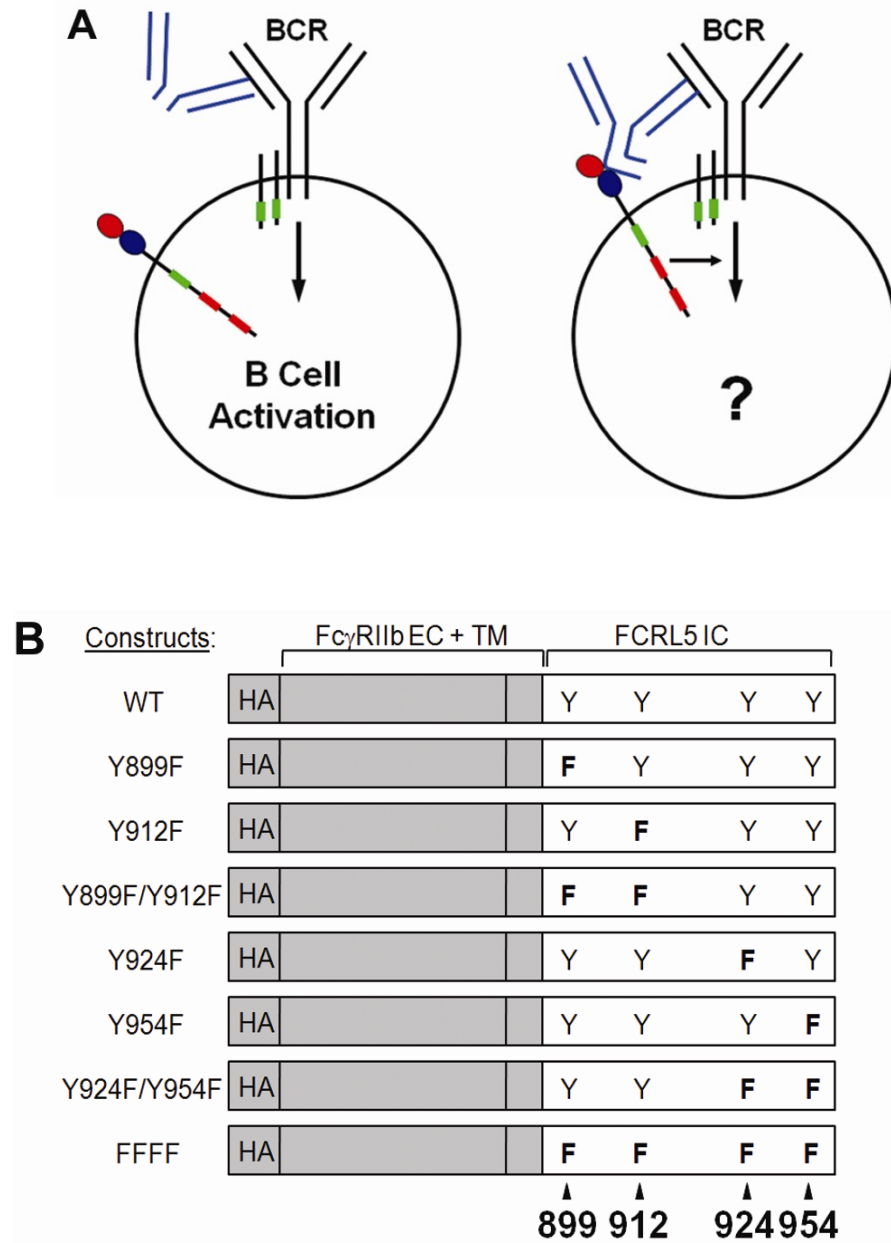 A
BCR
BCR
B Cell
Activation
?
B
Constructs:
FcγRIIb EC + TM
FCRL5 IC
WT HA Y Y Y Y
Y899F HA F Y Y Y
Y912F HA Y F Y Y
Y899F/Y912F HA F F Y Y
Y924F HA Y Y F Y
Y954F HA Y Y Y F
Y924F/Y954F HA Y Y F F
FFFF HA F F F F
899 912 924 954